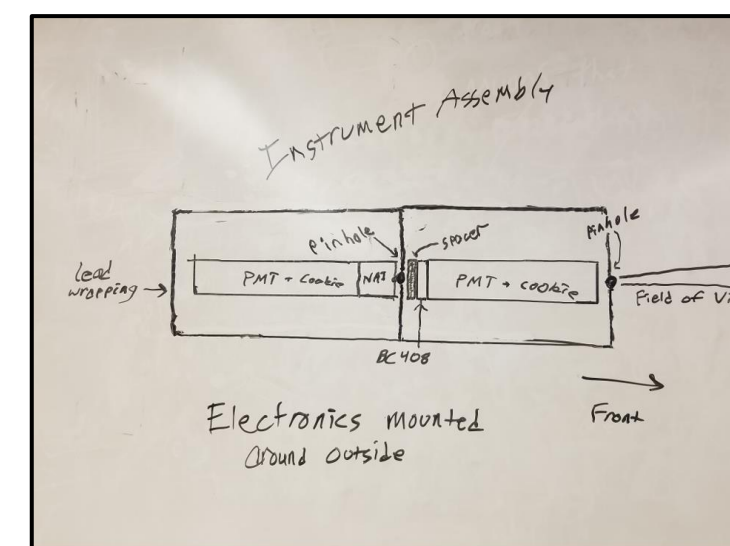 Instrument Assembly
pinhole
spacer
pinhole
lead
wrapping
PMT + cookie
NAI
PMT + cookie
Field of Vi
BC408
Front
Electronics mounted
around outside